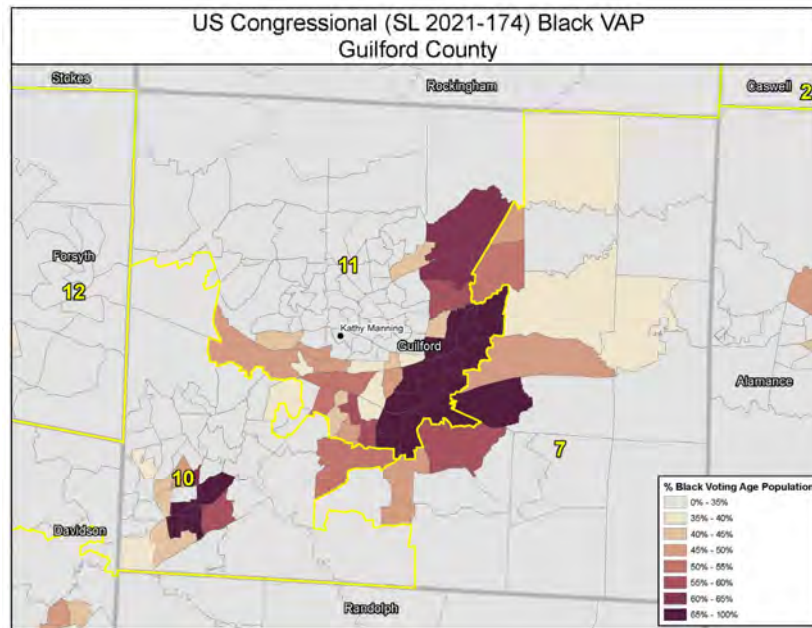 US Congressional (SL 2021-174) Black VAP
Guilford County
Stokes
Rockingham
Caswell
2
Forsyth
12
11
Kathy Manning
Guilford
Alamance
7
10
Davidson
Randolph
% Black Voting Age Population
0% - 35%
35% - 40%
40% - 45%
45% - 50%
50% - 55%
55% - 60%
60% - 65%
65% - 100%